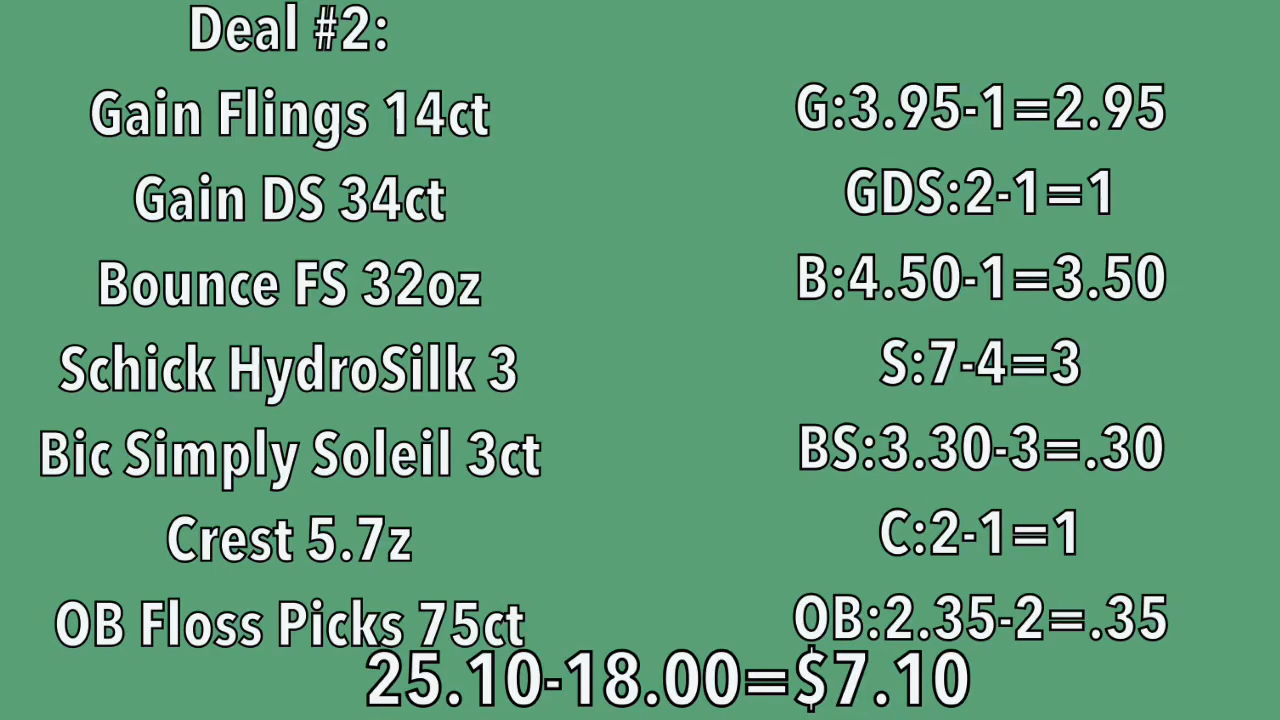 Deal #2:
Gain Flings 14ct
Gain DS 34ct
Bounce FS 32oz
Schick HydroSilk 3
Bic Simply Soleil 3ct
Crest 5.7z
OB Floss Picks 75ct
G:3.95-1=2.95
GDS:2-1=1
B:4.50-1=3.50
S:7-4=3
BS:3.30-3=.30
C:2-1=1
OB:2.35-2=.35
25.10-18.00=$7.10